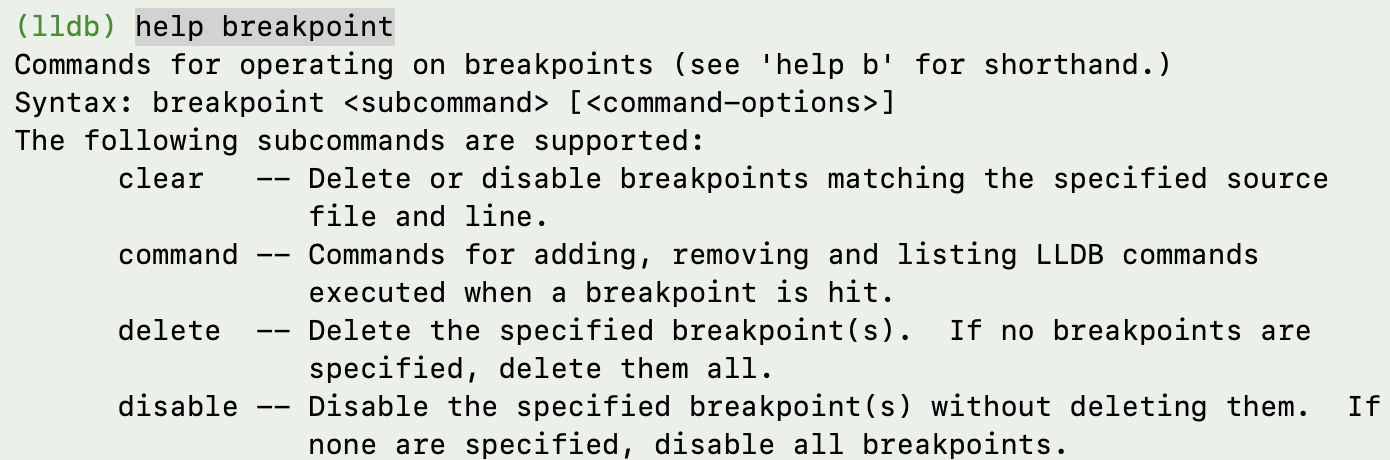 (lldb) help breakpoint
Commands for operating on breakpoints (see 'help b' for shorthand.)
Syntax: breakpoint <subcommand> [<command-options>]
The following subcommands are supported:
clear   -- Delete or disable breakpoints matching the specified source
file and line.
command -- Commands for adding, removing and listing LLDB commands
executed when a breakpoint is hit.
delete  -- Delete the specified breakpoint(s).  If no breakpoints are
specified, delete them all.
disable -- Disable the specified breakpoint(s) without deleting them.  If
none are specified, disable all breakpoints.